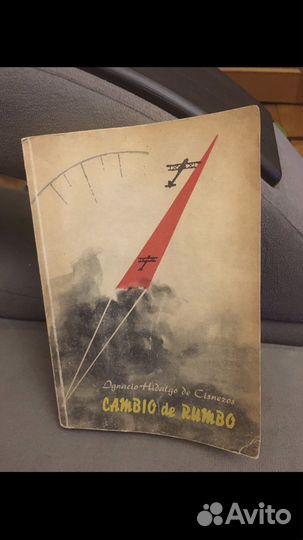 Ignacio Hidalgo de Cisneros
CAMBIO de RUMBO
Avito